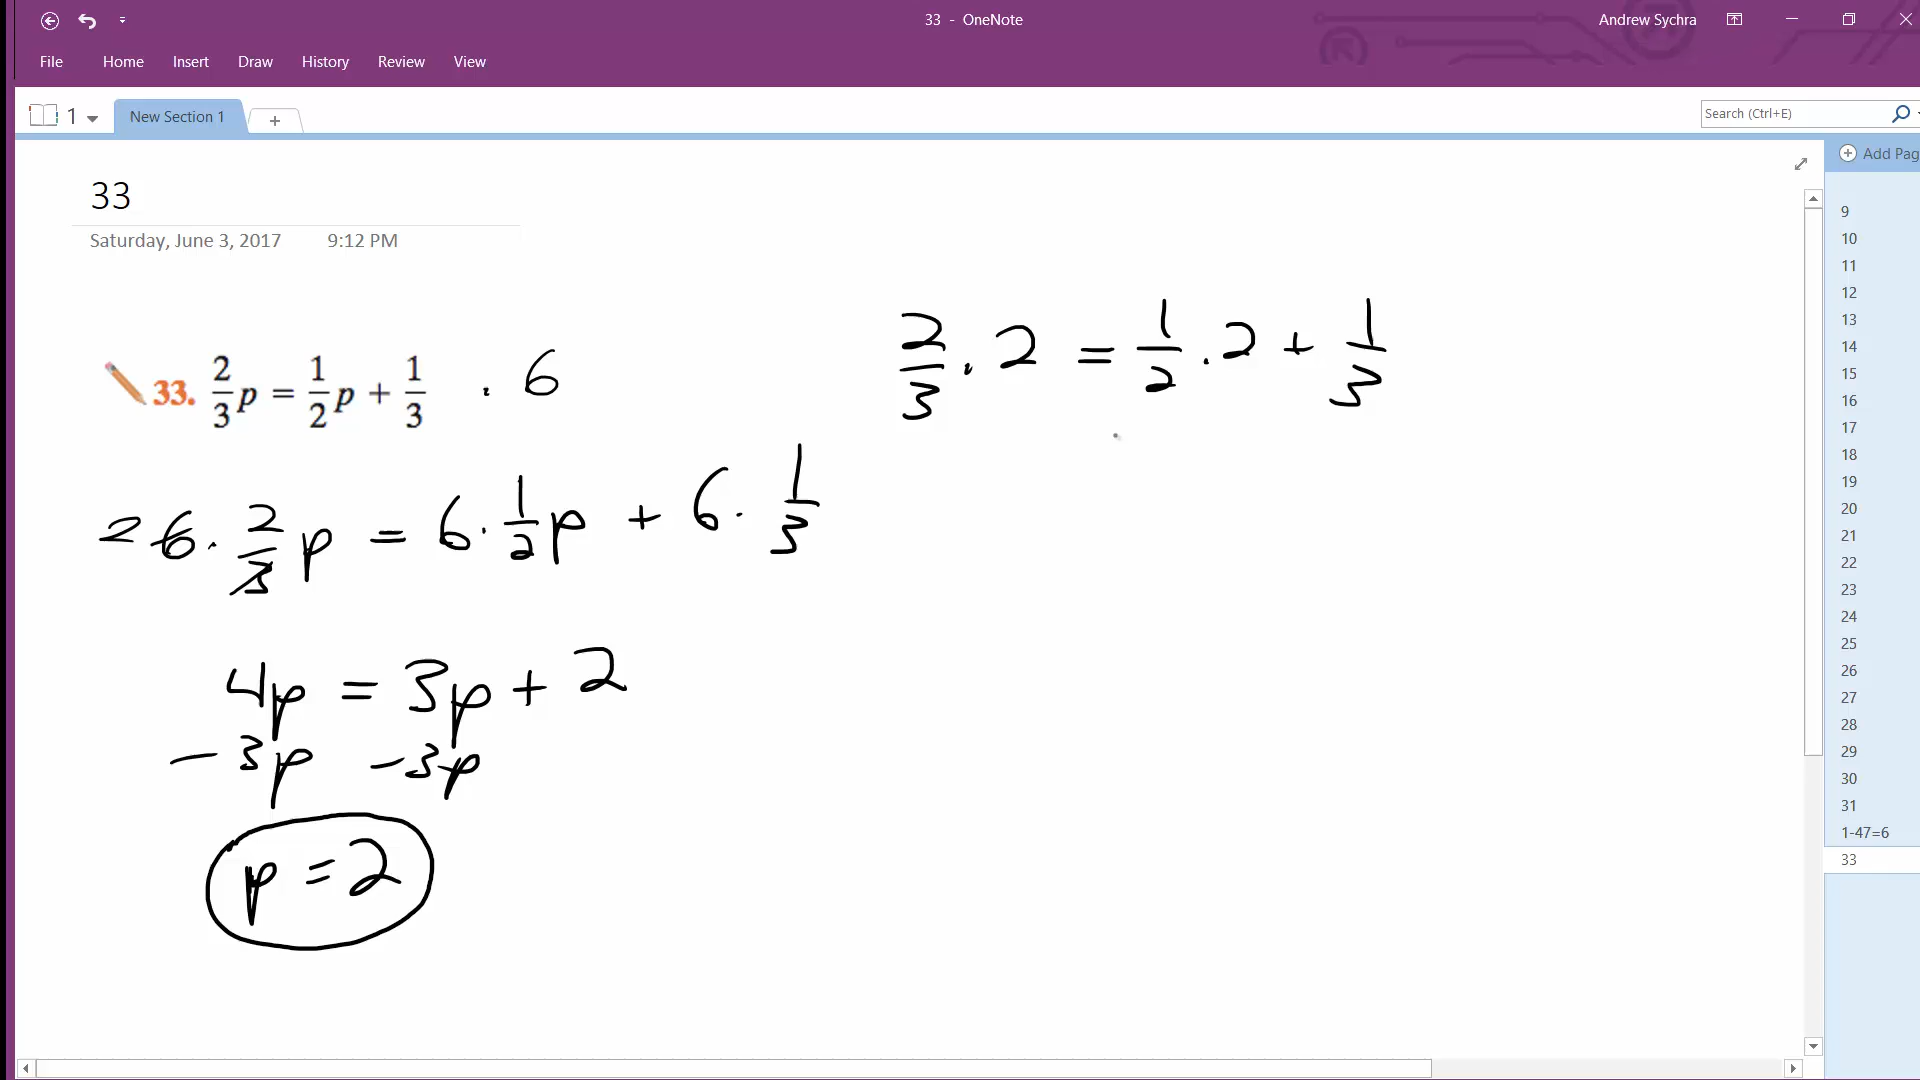 33 - OneNote
Andrew Sychra
File Home Insert Draw History Review View
1 New Section 1 +
Search (Ctrl+E)
Add Pag
33
Saturday, June 3, 2017 9:12 PM
33. 2/3 p = 1/2 p + 1/3 · 6
2 6 · 2/3 p = 6 · 1/2 p + 6 · 1/3
4p = 3p + 2
- 3p - 3p
p = 2
2/3 · 2 = 1/2 · 2 + 1/3
9
10
11
12
13
14
15
16
17
18
19
20
21
22
23
24
25
26
27
28
29
30
31
1-47=6
33